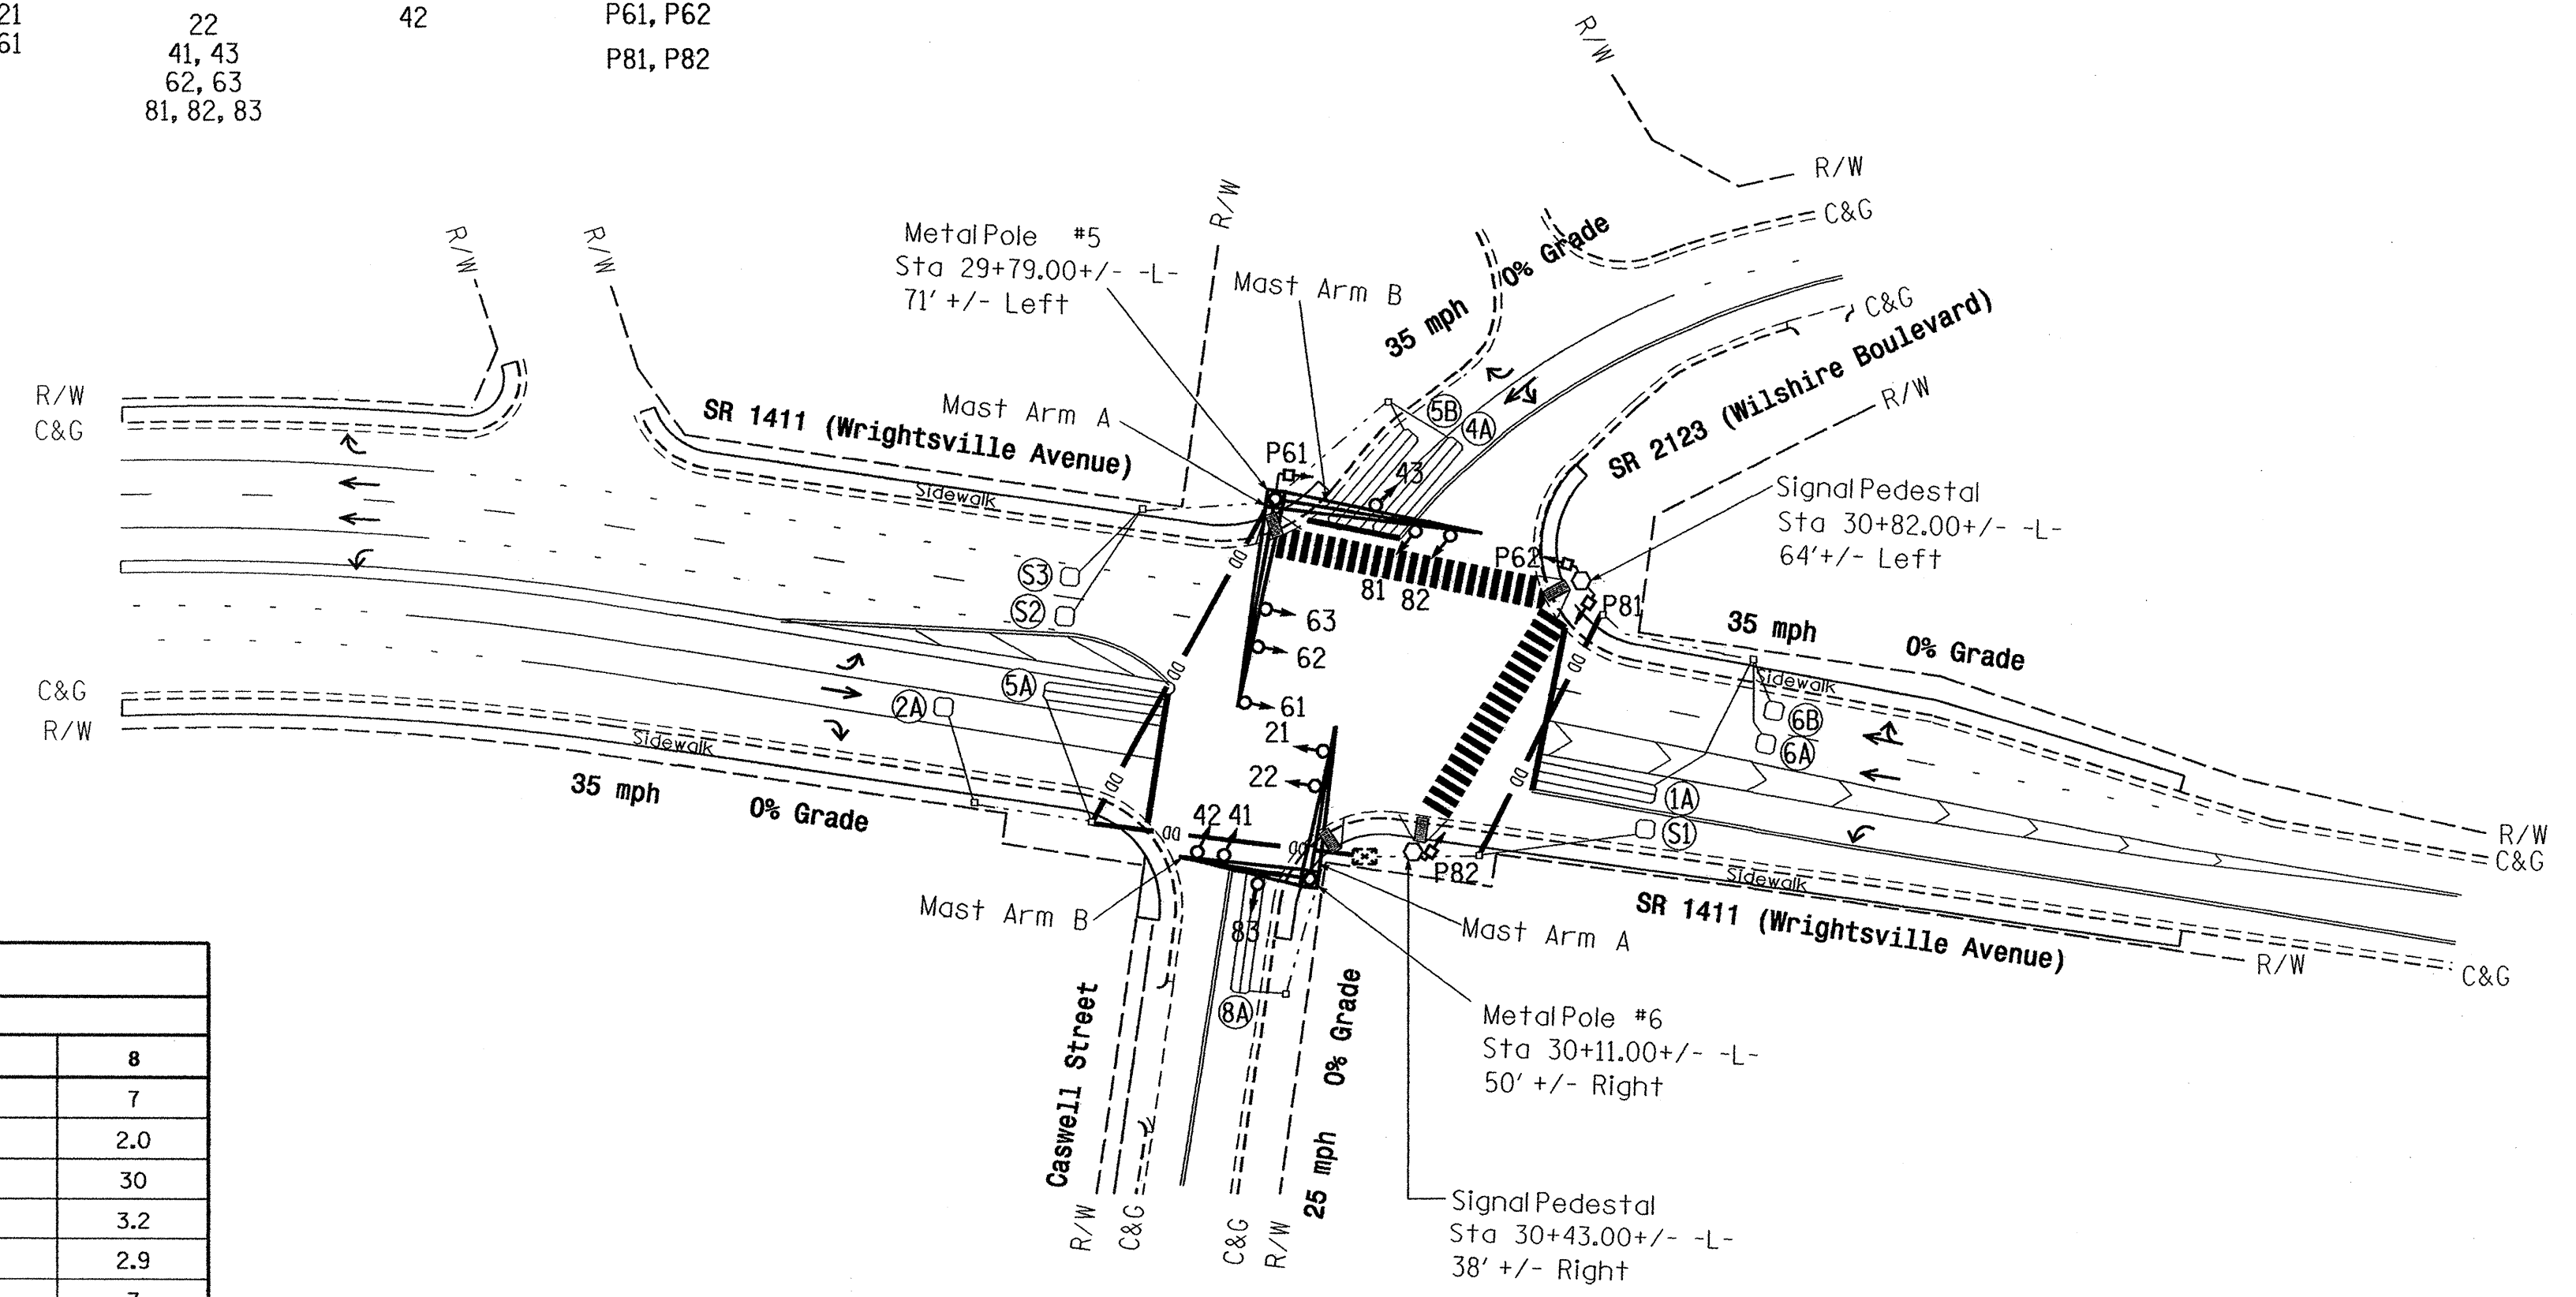 21
61
22
41, 43
62, 63
81, 82, 83
42
P61, P62
P81, P82
R/W
R/W
C&G
R/W
R/W
R/W
Metal Pole #5
Sta 29+79.00+/- -L-
71' +/- Left
Mast Arm B
35 mph 0% Grade
C&G
SR 2123 (Wilshire Boulevard)
R/W
R/W
C&G
SR 1411 (Wrightsville Avenue)
Mast Arm A
Sidewalk
5B
4A
P61
43
Signal Pedestal
Sta 30+82.00+/- -L-
64'+/- Left
P62
81 82
P81
S3
S2
63
62
61
35 mph 0% Grade
Sidewalk
C&G
R/W
5A
2A
Sidewalk
21
22
6B
6A
1A
S1
35 mph 0% Grade
42 41
P82
Sidewalk
R/W
C&G
Mast Arm B
83
Mast Arm A
SR 1411 (Wrightsville Avenue)
R/W
C&G
8A
Caswell Street
25 mph 0% Grade
Metal Pole #6
Sta 30+11.00+/- -L-
50' +/- Right
R/W
C&G
C&G
R/W
Signal Pedestal
Sta 30+43.00+/- -L-
38' +/- Right
8
7
2.0
30
3.2
2.9
7